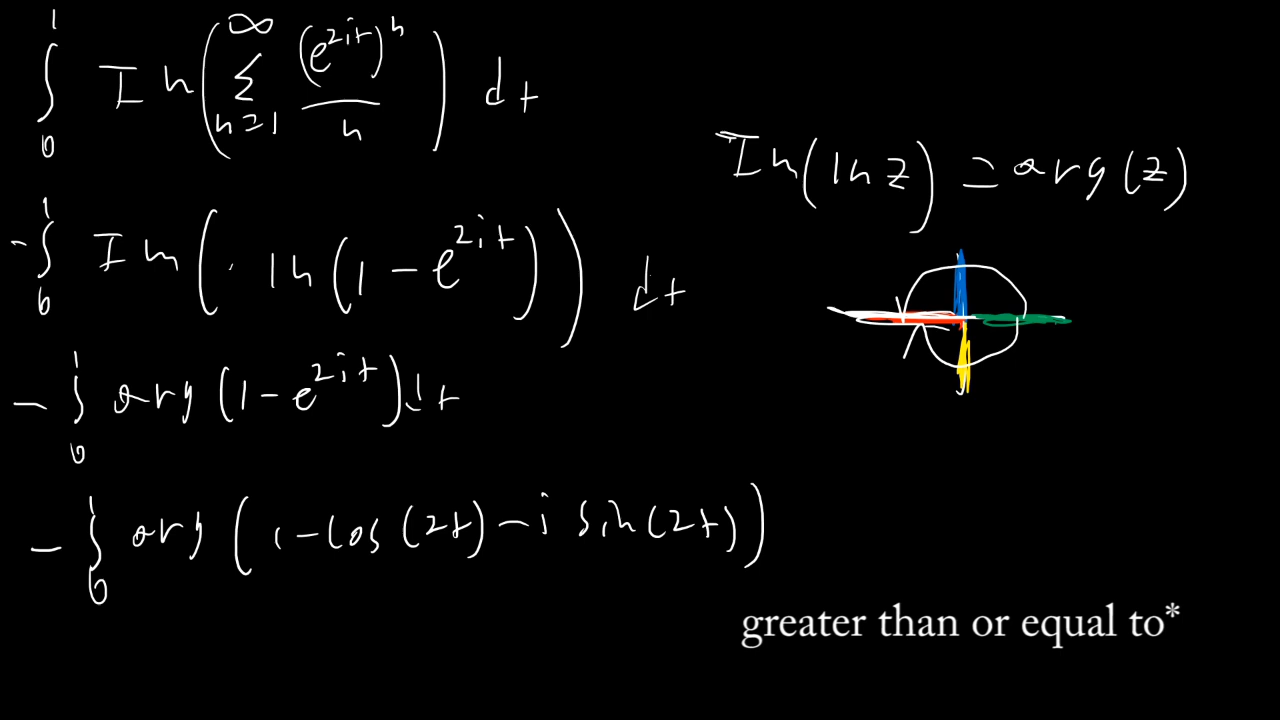 ∫₀¹ Im(∑_{n=1}^{∞} (e^{2it})^n / n) dt
Im(ln z) = arg(z)
-∫₀¹ Im(· ln(1 - e^{2it})) dt
-∫₀¹ arg(1 - e^{2it}) dt
-∫₀¹ arg(1 - cos(2t) - i sin(2t))
greater than or equal to*